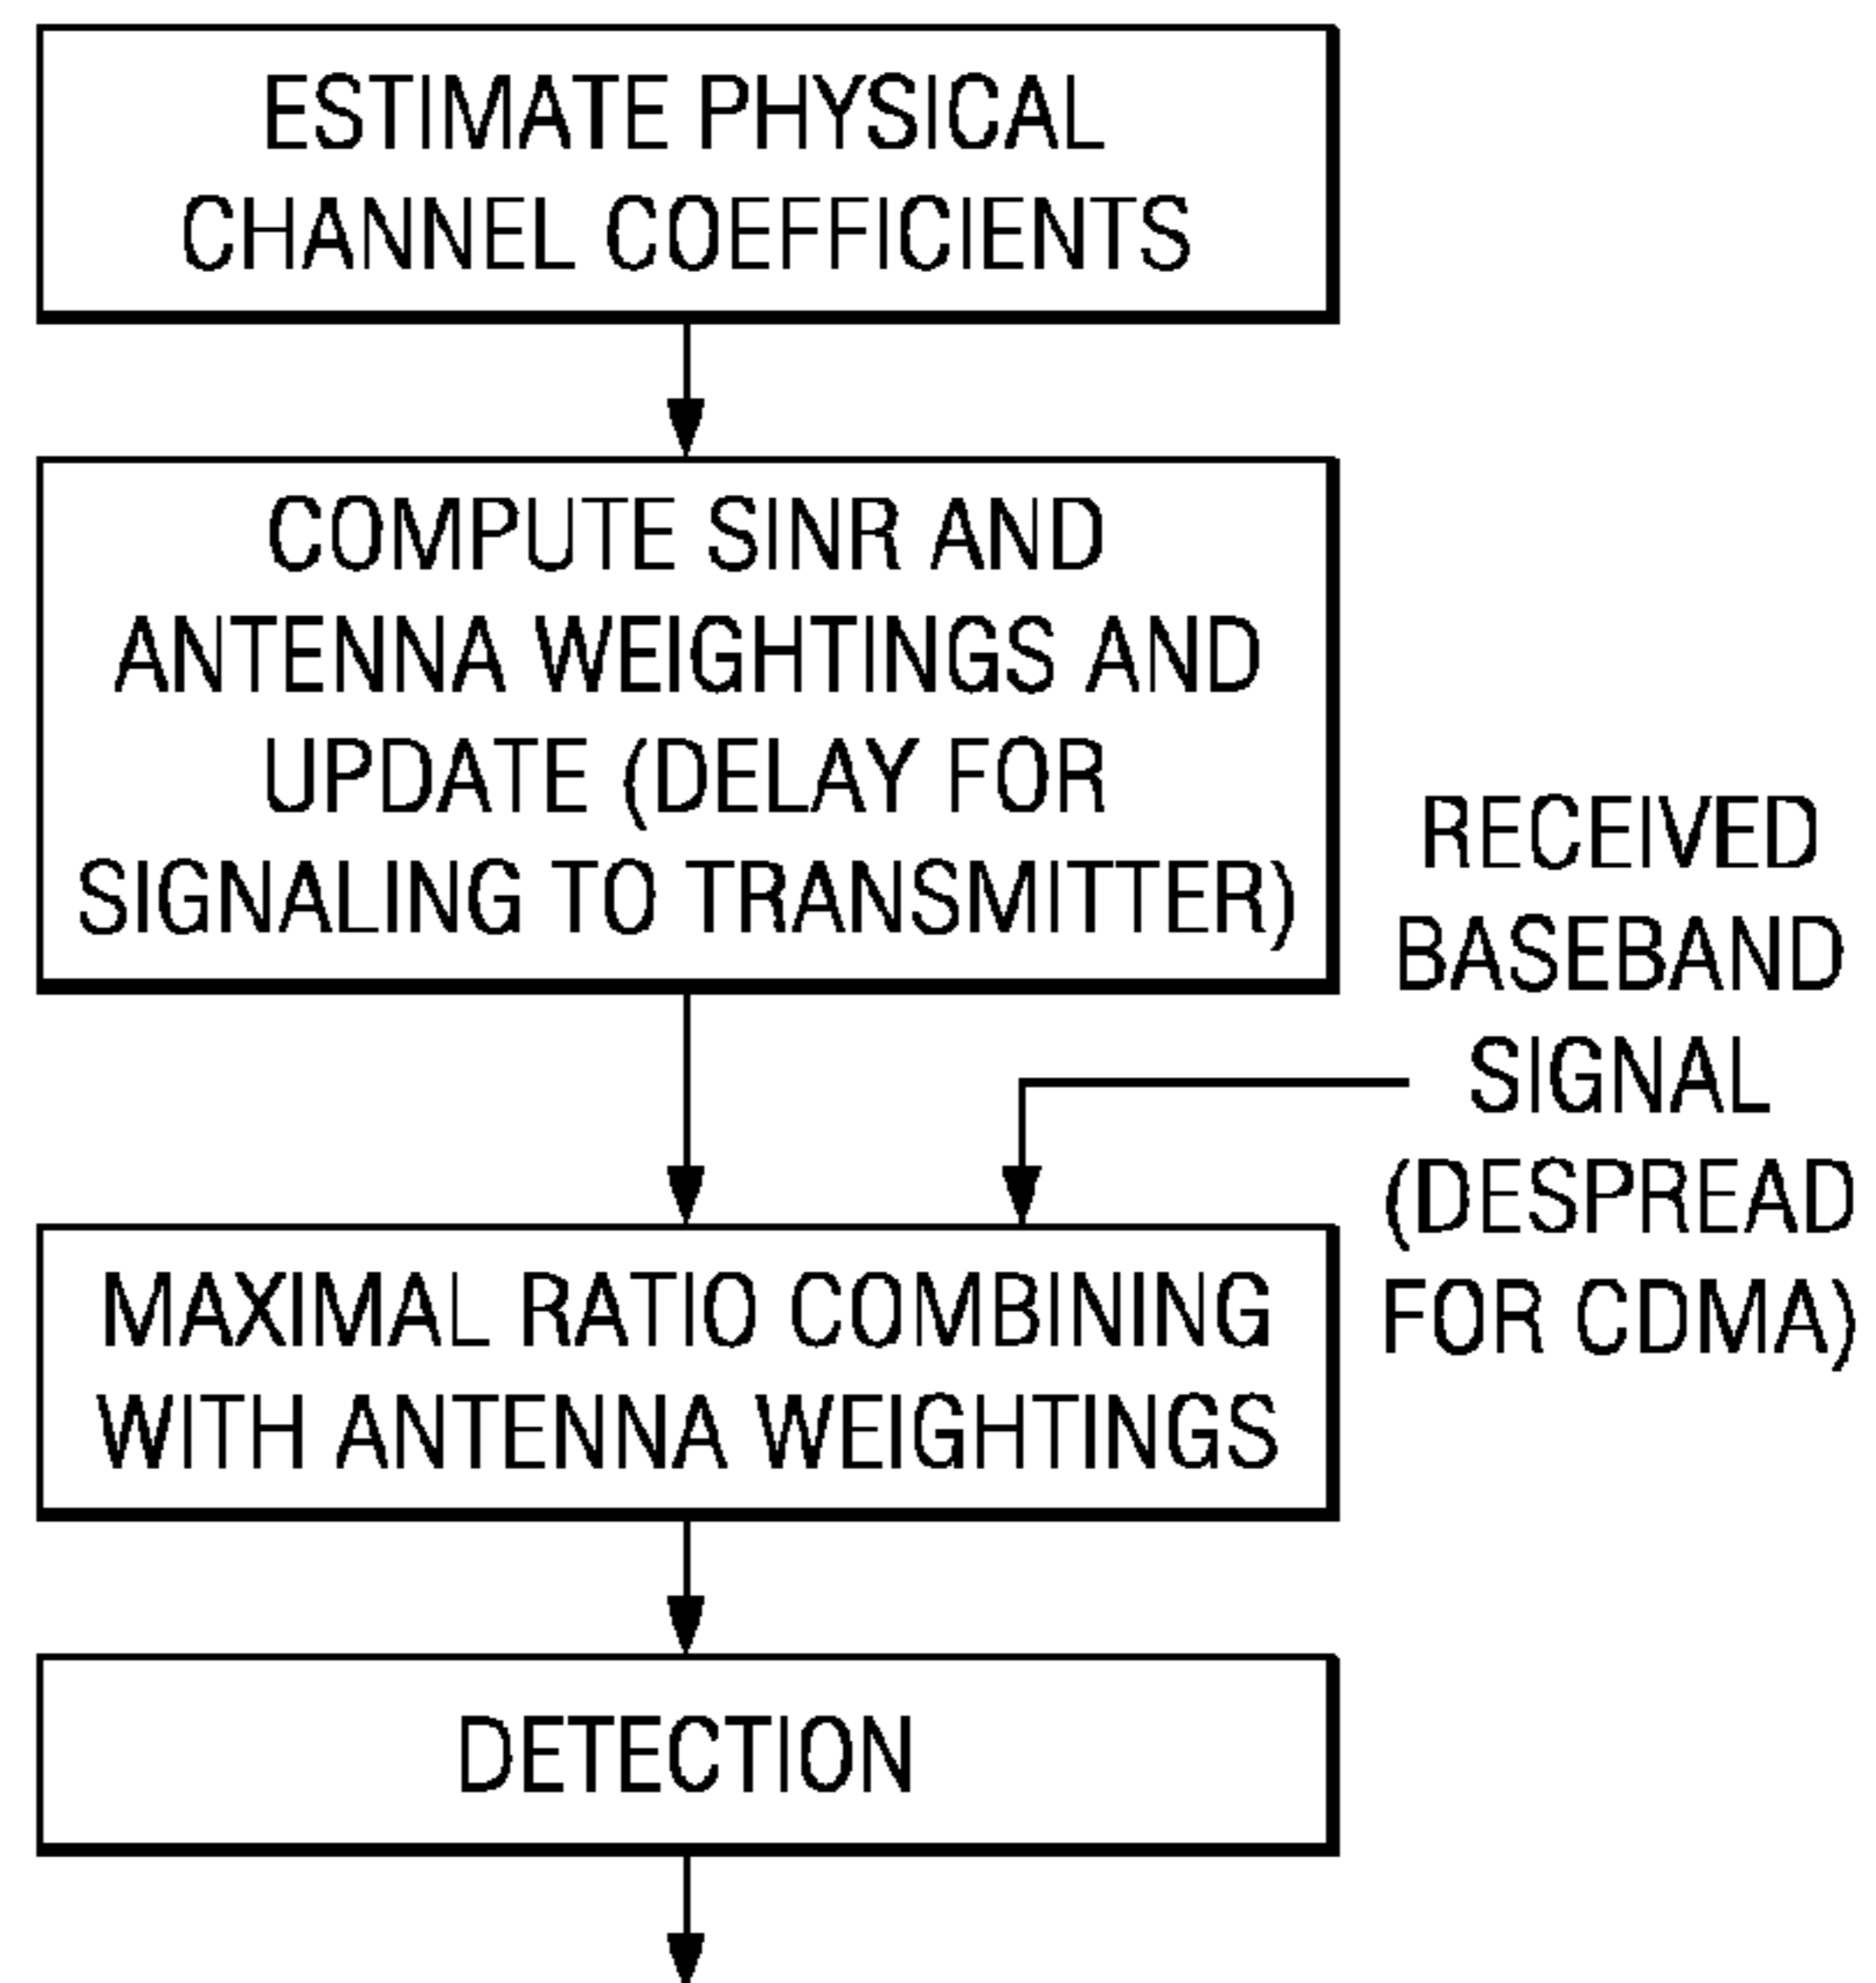 ESTIMATE PHYSICAL
CHANNEL COEFFICIENTS
COMPUTE SINR AND
ANTENNA WEIGHTINGS AND
UPDATE (DELAY FOR
SIGNALING TO TRANSMITTER)
RECEIVED
BASEBAND
SIGNAL
(DESPREAD
FOR CDMA)
MAXIMAL RATIO COMBINING
WITH ANTENNA WEIGHTINGS
DETECTION